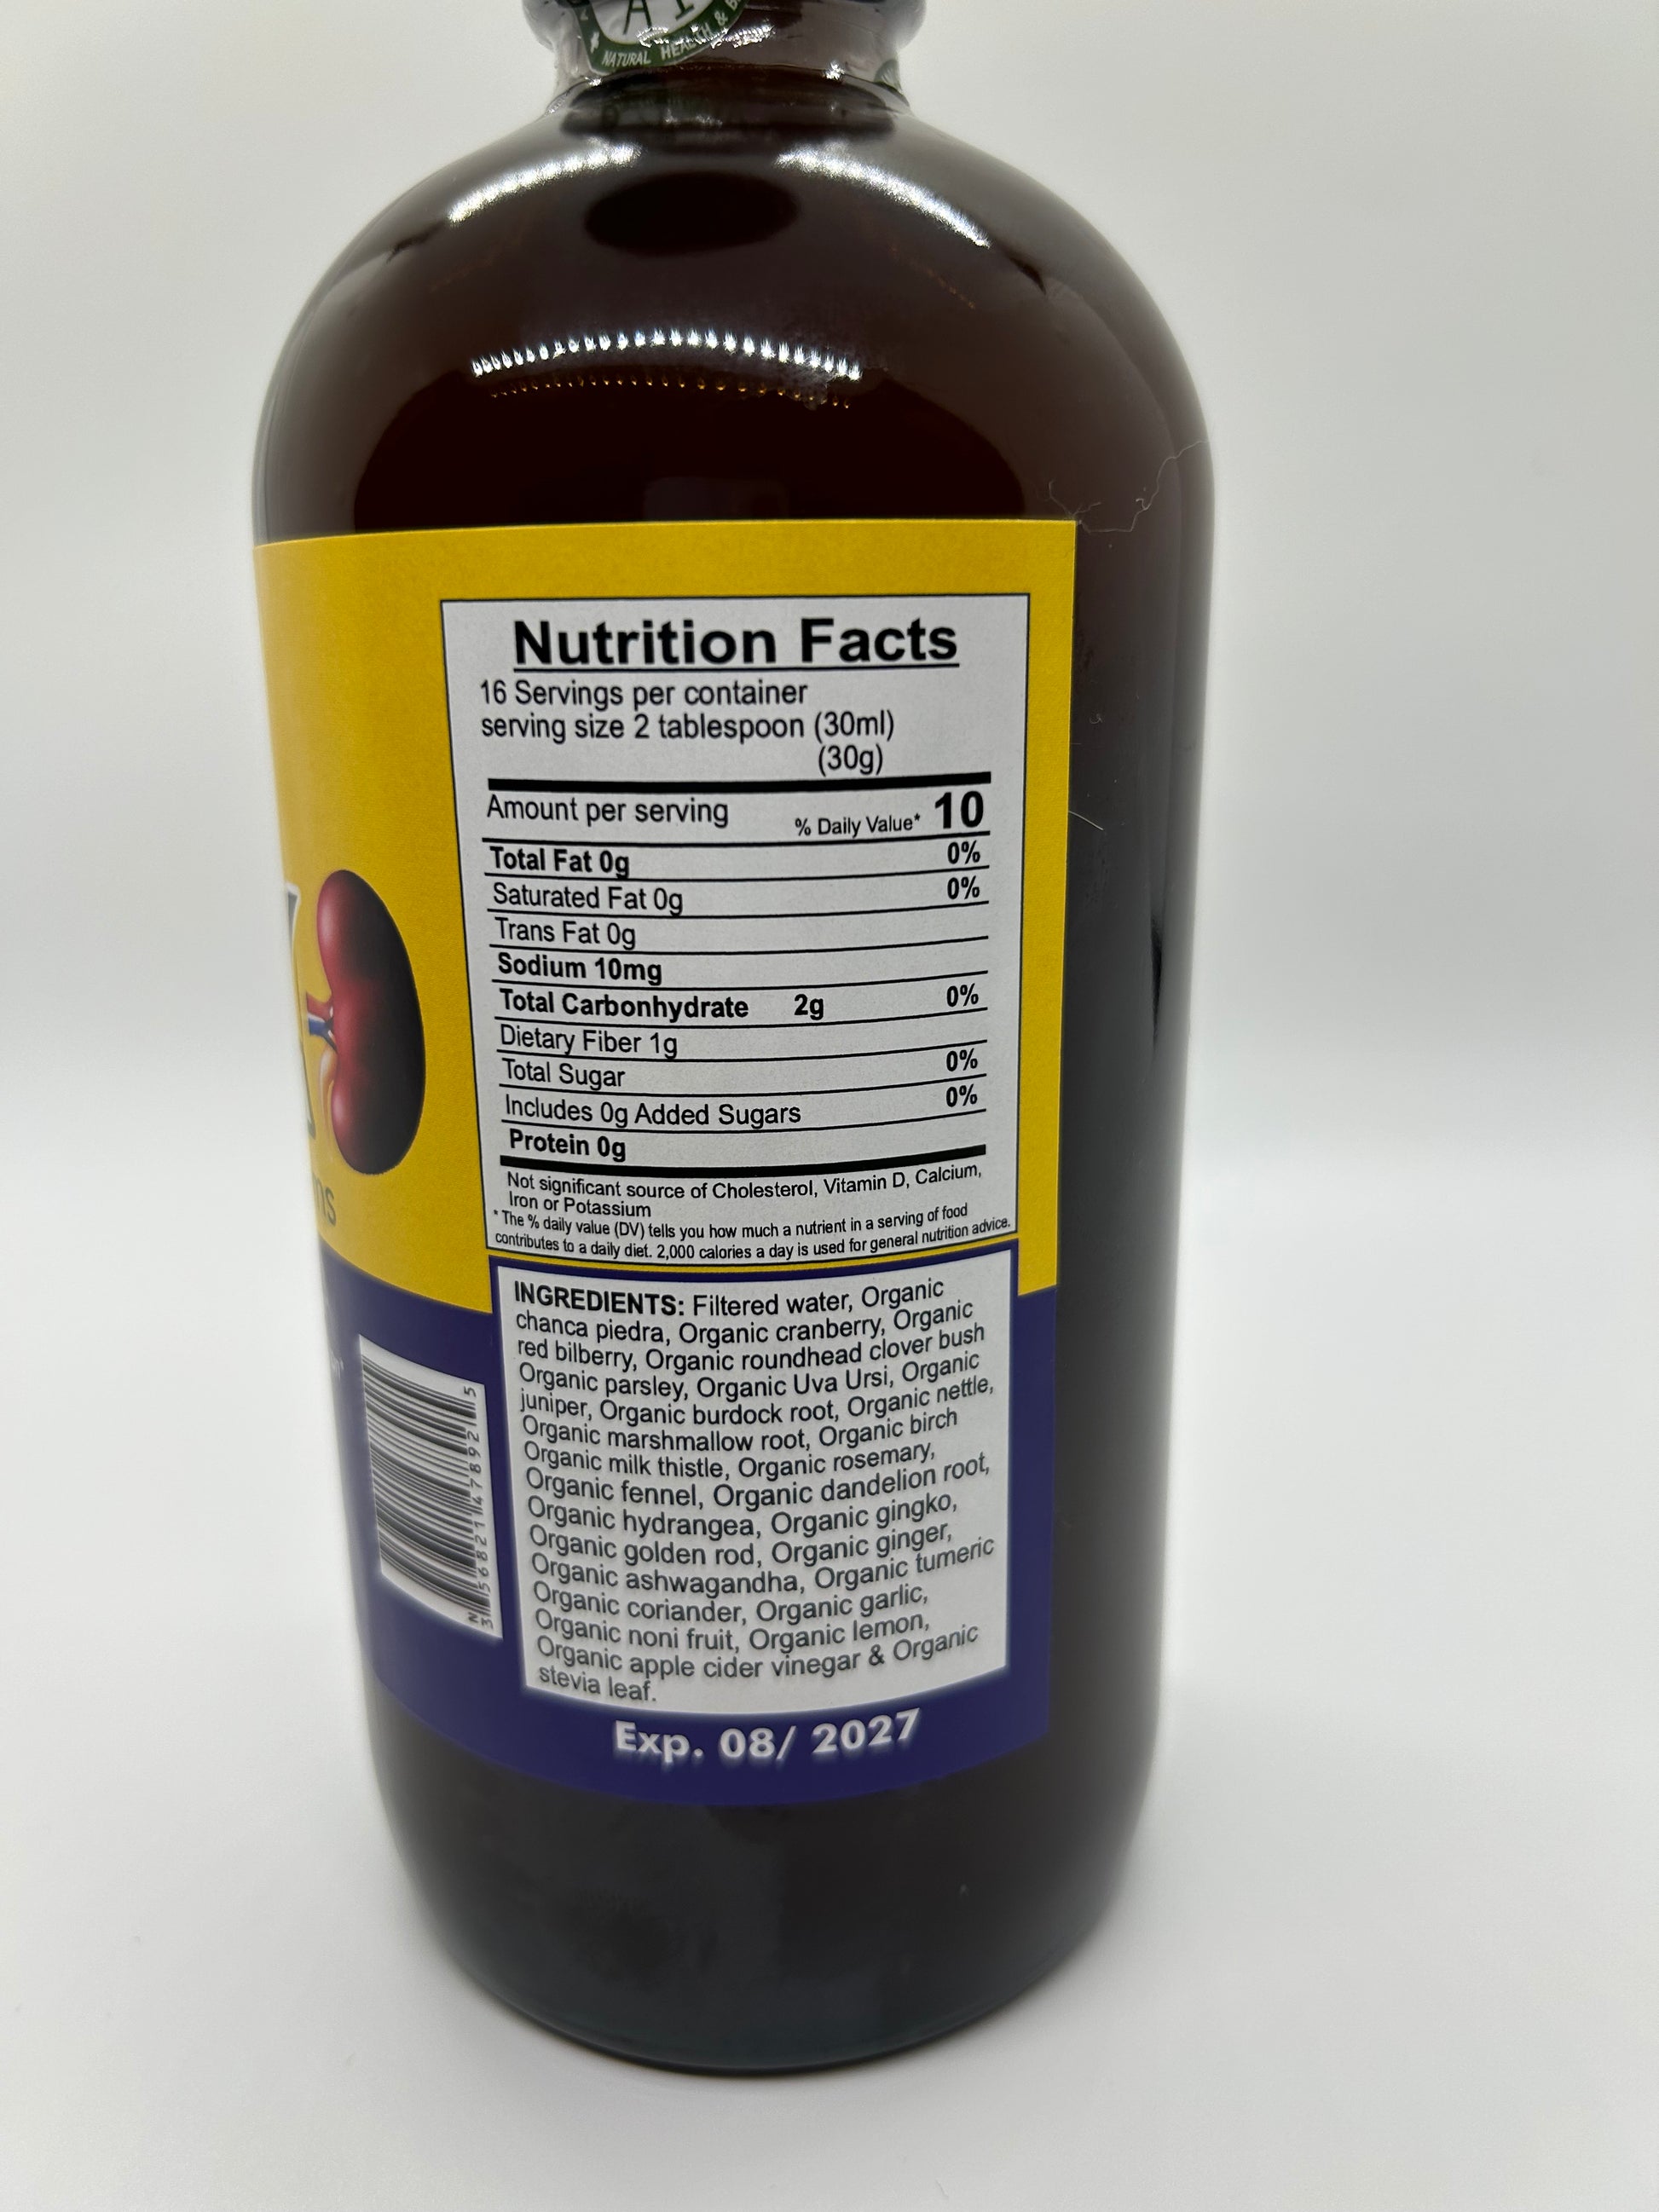 NATURAL HEALTH &
Nutrition Facts
16 Servings per container
serving size 2 tablespoon (30ml)
(30g)
Amount per serving % Daily Value* 10
Total Fat 0g 0%
Saturated Fat 0g 0%
Trans Fat 0g
Sodium 10mg
Total Carbonhydrate 2g 0%
Dietary Fiber 1g
Total Sugar 0%
Includes 0g Added Sugars 0%
Protein 0g
Not significant source of Cholesterol, Vitamin D, Calcium,
Iron or Potassium
* The % daily value (DV) tells you how much a nutrient in a serving of food
contributes to a daily diet. 2,000 calories a day is used for general nutrition advice.
INGREDIENTS: Filtered water, Organic
chanca piedra, Organic cranberry, Organic
red bilberry, Organic roundhead clover bush
Organic parsley, Organic Uva Ursi, Organic
juniper, Organic burdock root, Organic nettle,
Organic marshmallow root, Organic birch
Organic milk thistle, Organic rosemary,
Organic fennel, Organic dandelion root,
Organic hydrangea, Organic gingko,
Organic golden rod, Organic ginger,
Organic ashwagandha, Organic tumeric
Organic coriander, Organic garlic,
Organic noni fruit, Organic lemon,
Organic apple cider vinegar & Organic
stevia leaf.
Exp. 08/ 2027